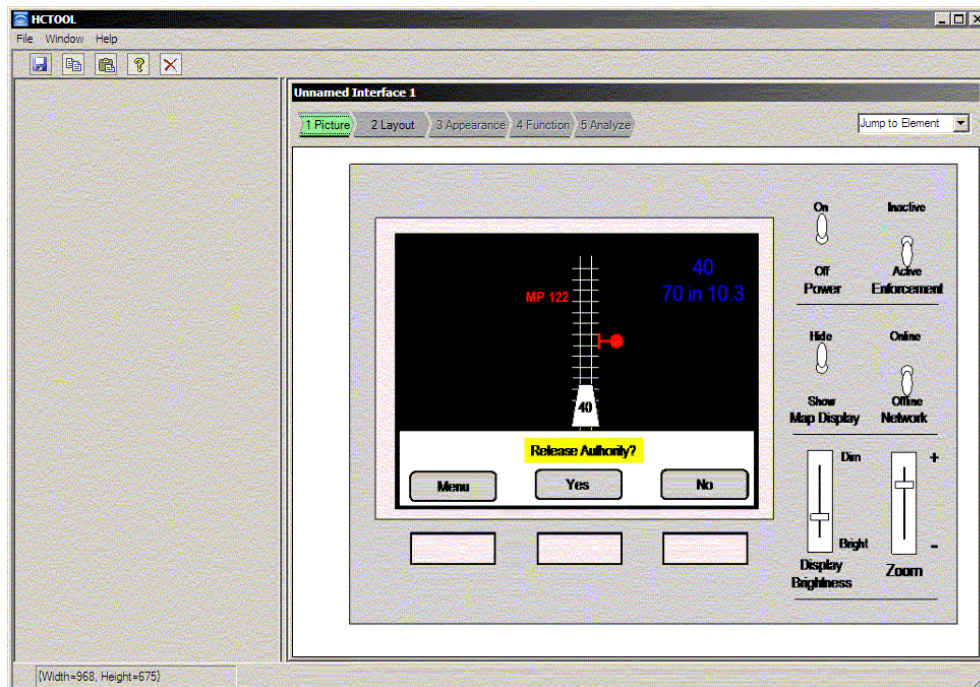 HCTOOL
File Window Help
Unnamed Interface 1
1 Picture 2 Layout 3 Appearance 4 Function 5 Analyze
Jump to Element
On Inactive
Off Active
Power Enforcement
40
MP 122
70 in 10.3
Hide Online
40
Show Offline
Map Display Network
Release Authority?
Menu Yes No
Dim +
Bright -
Display
Brightness
Zoom
{Width=968, Height=675}